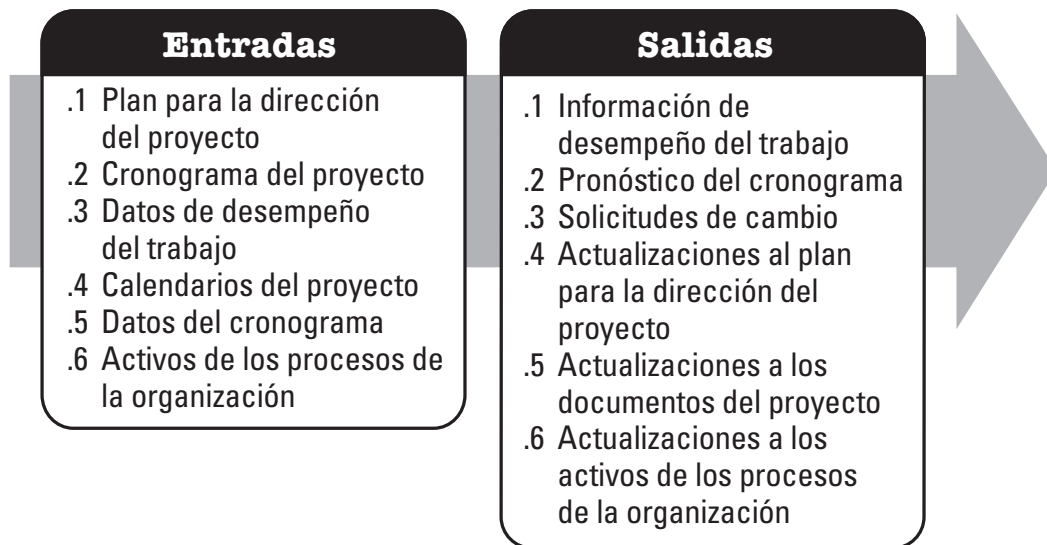 Entradas
.1 Plan para la dirección
del proyecto
.2 Cronograma del proyecto
.3 Datos de desempeño
del trabajo
.4 Calendarios del proyecto
.5 Datos del cronograma
.6 Activos de los procesos de
la organización
Salidas
.1 Información de
desempeño del trabajo
.2 Pronóstico del cronograma
.3 Solicitudes de cambio
.4 Actualizaciones al plan
para la dirección del
proyecto
.5 Actualizaciones a los
documentos del proyecto
.6 Actualizaciones a los
activos de los procesos
de la organización